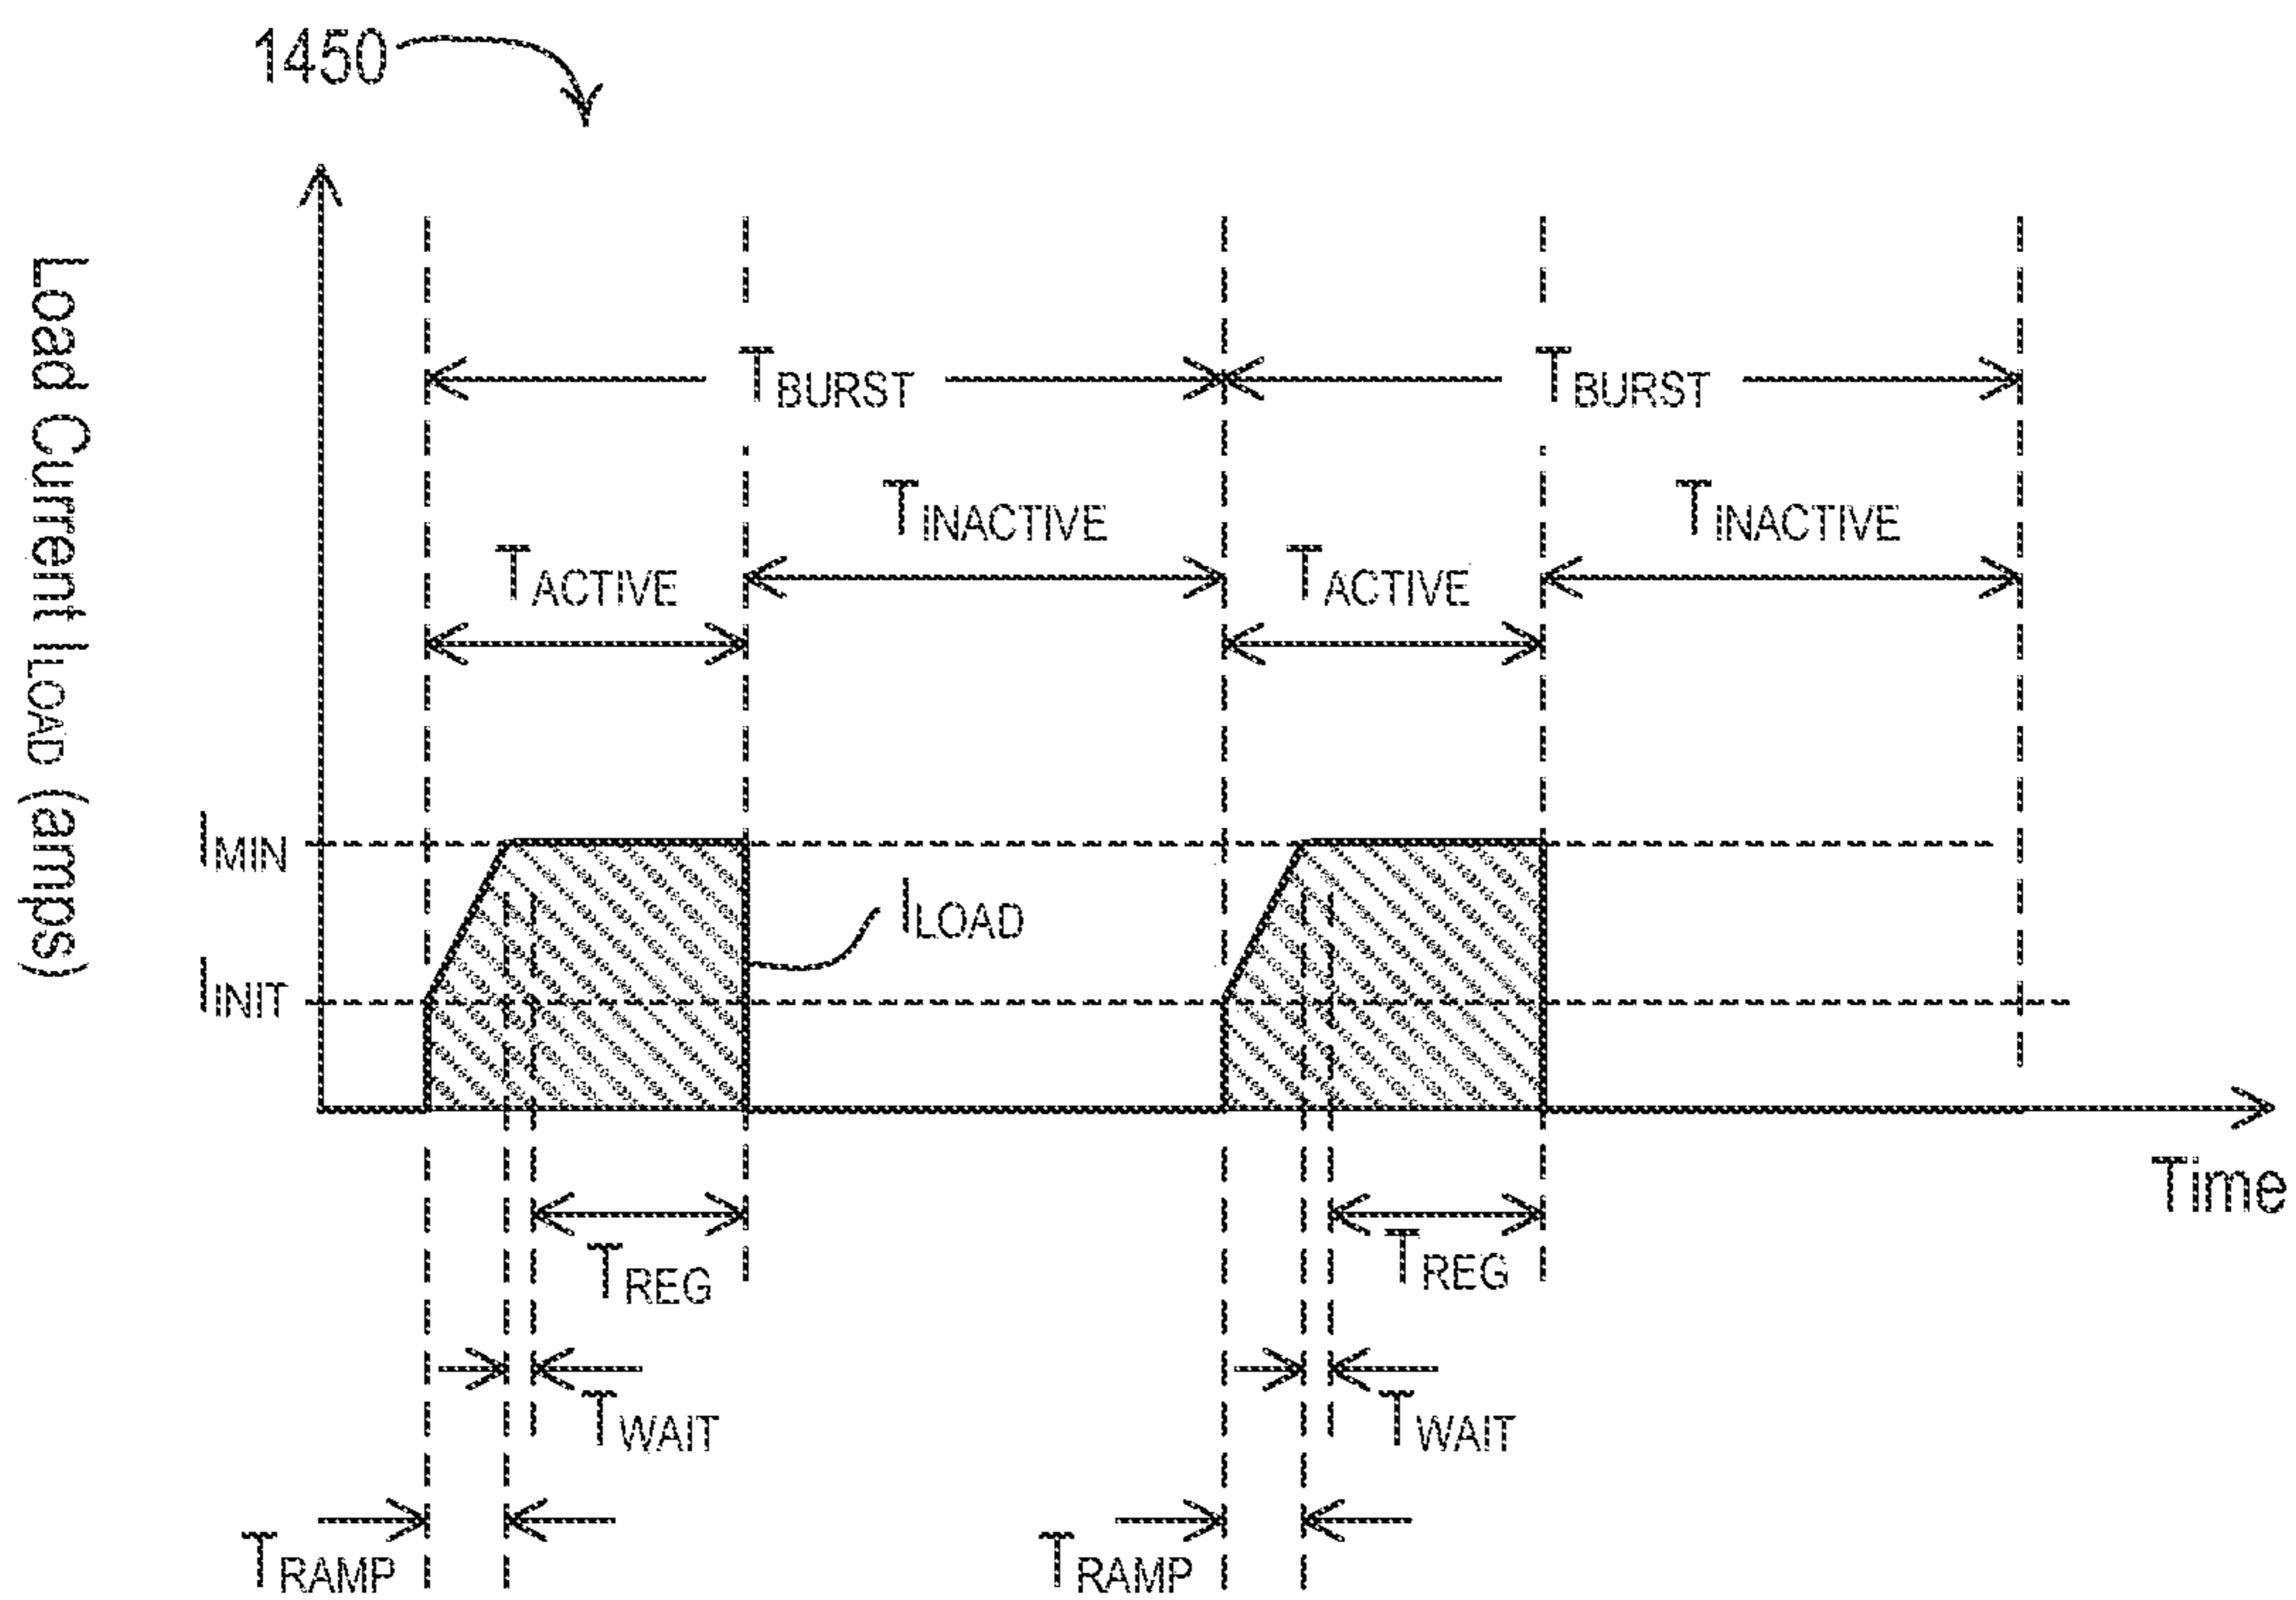 1450
Load Current ILOAD (amps)
TBURST
TBURST
TINACTIVE
TINACTIVE
TACTIVE
TACTIVE
IMIN
ILOAD
IINIT
Time
TREG
TREG
TWAIT
TWAIT
TRAMP
TRAMP